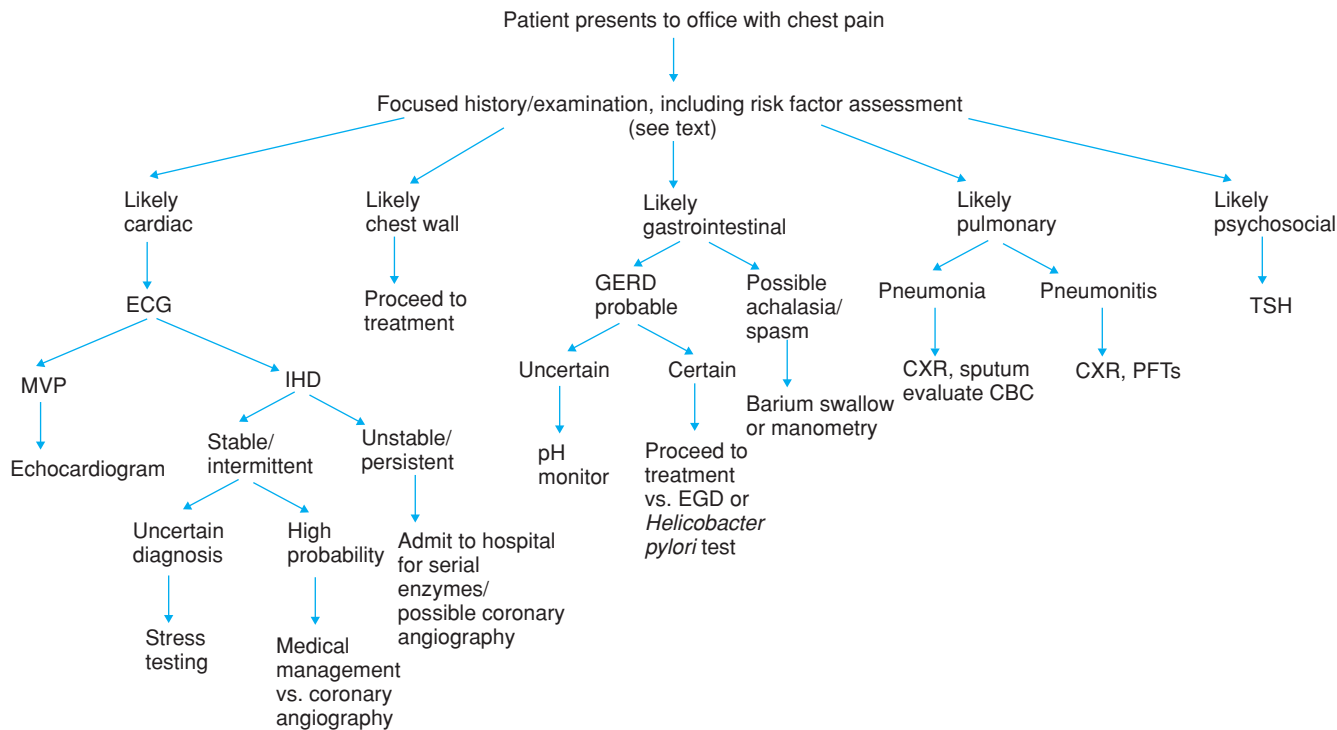 Patient presents to office with chest pain
Focused history/examination, including risk factor assessment
(see text)
Likely
cardiac
Likely
chest wall
Likely
gastrointestinal
Likely
pulmonary
Likely
psychosocial
ECG
Proceed to
treatment
GERD
probable
Possible
achalasia/
spasm
Pneumonia
Pneumonitis
TSH
MVP
IHD
Uncertain
Certain
CXR, sputum
evaluate CBC
CXR, PFTs
Echocardiogram
Stable/
intermittent
Unstable/
persistent
pH
monitor
Proceed to
treatment
vs. EGD or
Helicobacter
pylori test
Barium swallow
or manometry
Uncertain
diagnosis
High
probability
Admit to hospital
for serial
enzymes/
possible coronary
angiography
Stress
testing
Medical
management
vs. coronary
angiography